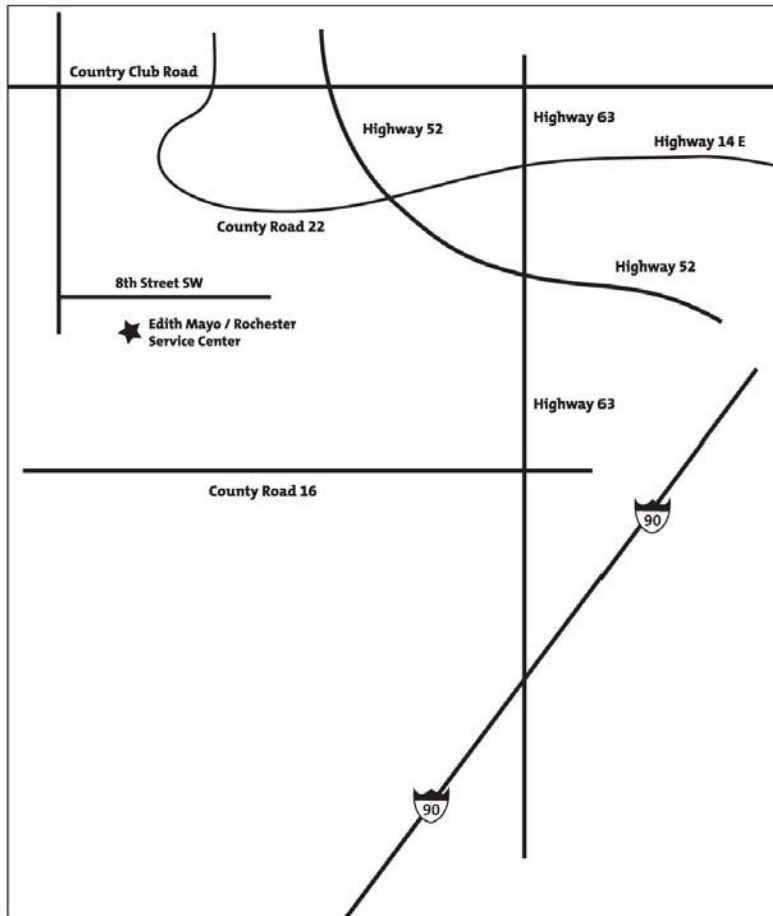 Country Club Road
Highway 52
Highway 63
Highway 14 E
County Road 22
Highway 52
8th Street SW
Edith Mayo / Rochester
Service Center
Highway 63
County Road 16
90
90